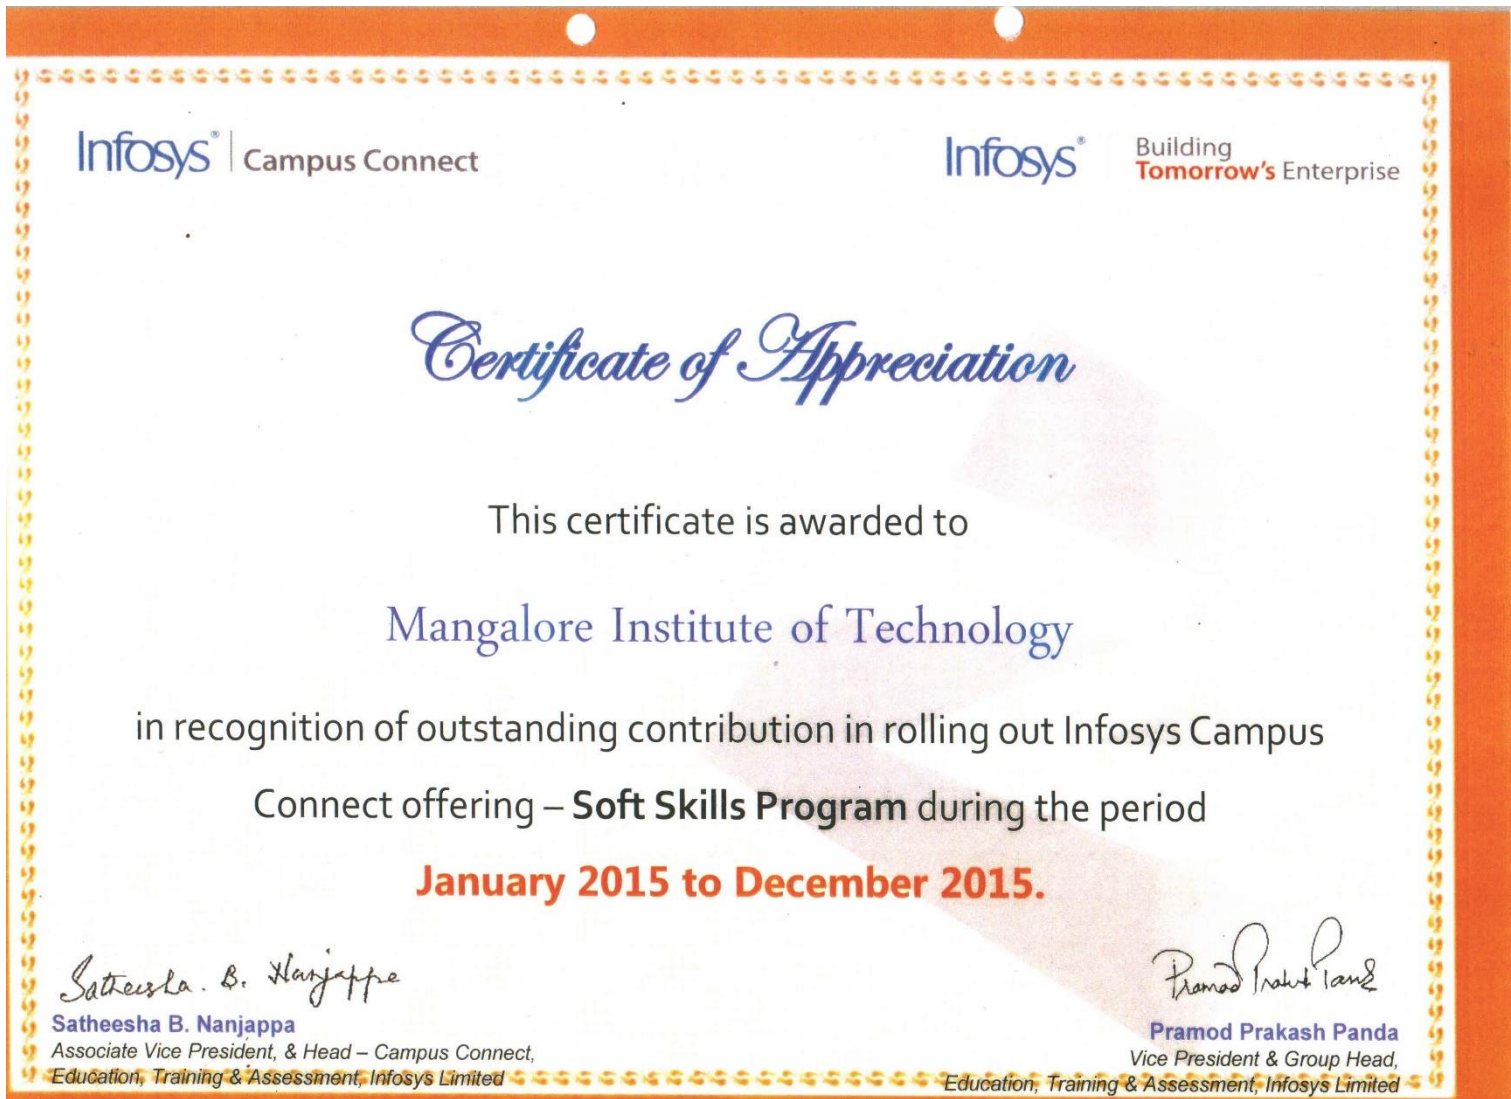 Infosys® | Campus Connect
Infosys® Building
Tomorrow's Enterprise
Certificate of Appreciation
This certificate is awarded to
Mangalore Institute of Technology
in recognition of outstanding contribution in rolling out Infosys Campus
Connect offering – Soft Skills Program during the period
January 2015 to December 2015.
Satheesha. B. Nanjappa
Satheesha B. Nanjappa
Associate Vice President, & Head – Campus Connect,
Education, Training & Assessment, Infosys Limited
Pramod Prakash Panda
Pramod Prakash Panda
Vice President & Group Head,
Education, Training & Assessment, Infosys Limited